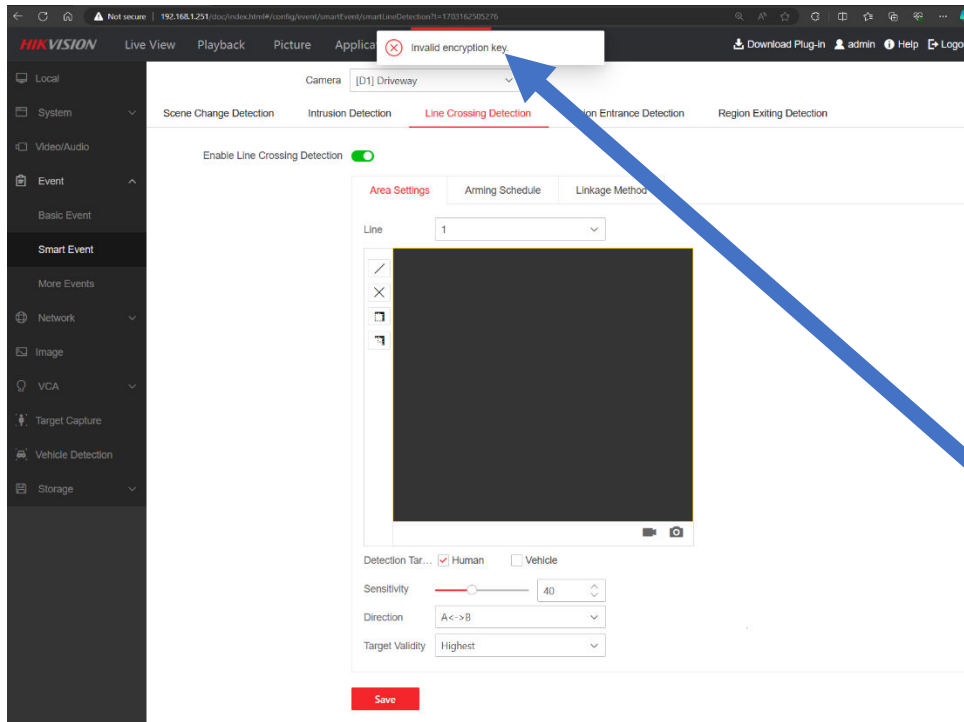 Not secure 192.168.1.251/doc/index.html#/config/event/smartEvent/smartLineDetection?t=1703162505276
HIKVISION Live View Playback Picture Download Plug-in admin Help
Invalid encryption key.
Local
System
Video/Audio
Event
Basic Event
Smart Event
More Events
Network
Image
VCA
Target Capture
Vehicle Detection
Storage
Camera [D1] Driveway
Scene Change Detection Intrusion Detection Line Crossing Detection Entrance Detection Region Exiting Detection
Enable Line Crossing Detection
Area Settings Arming Schedule Linkage Method
Line 1
Detection Tar... Human Vehicle
Sensitivity 40
Direction A<->B
Target Validity Highest
Save